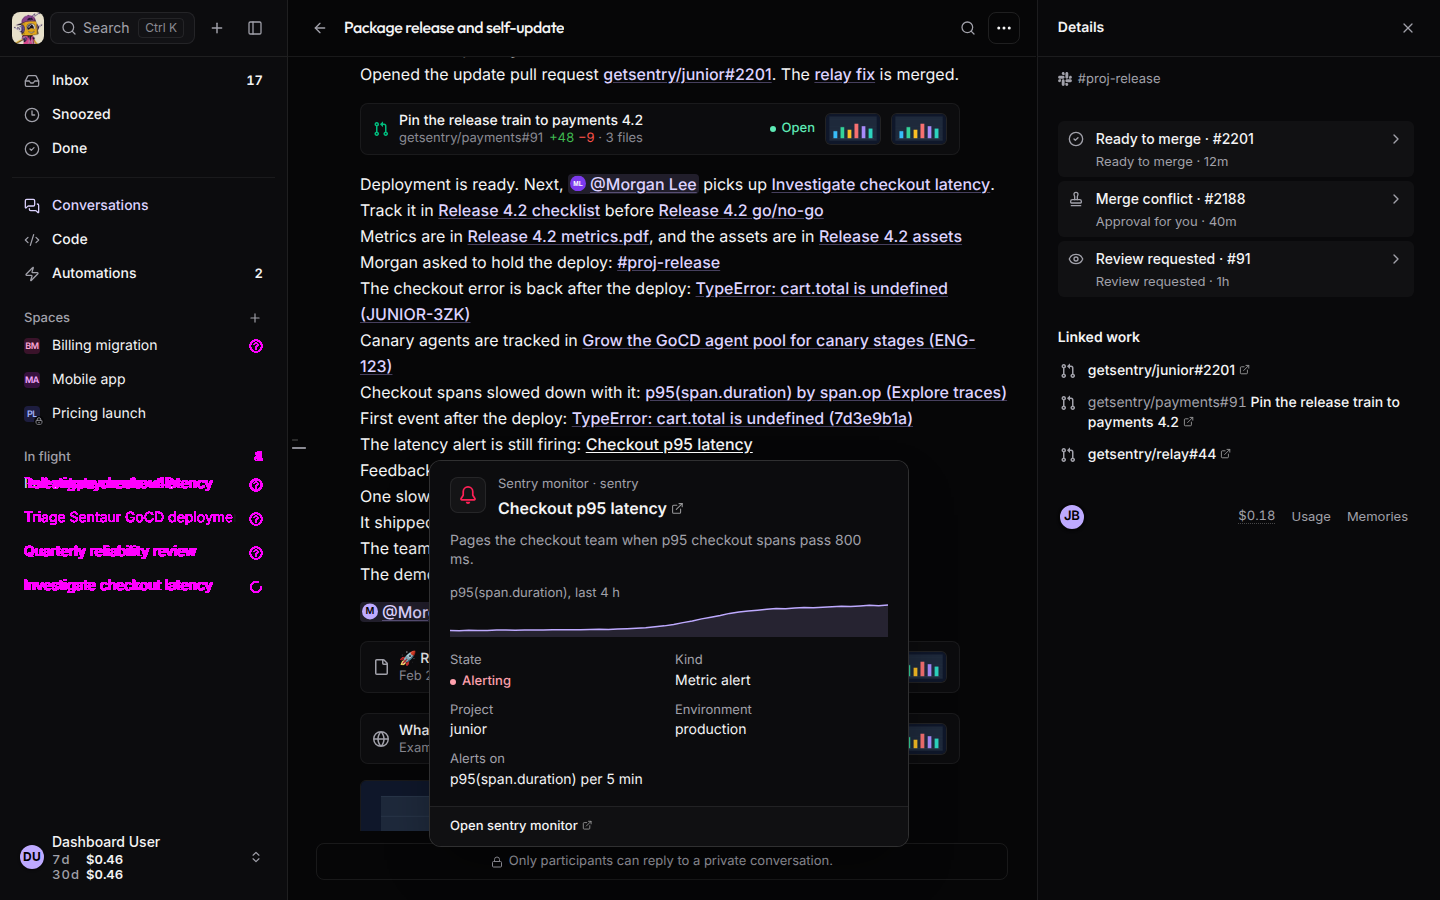 Search Ctrl K
Inbox 17
Snoozed
Done
Conversations
Code
Automations 2
Spaces
BM Billing migration
MA Mobile app
PL Pricing launch
In flight
Triage Sentaur GoCD deployme
Quarterly reliability review
Investigate checkout latency
DU Dashboard User
7d $0.46
30d $0.46
Package release and self-update
Opened the update pull request getsentry/junior#2201. The relay fix is merged.
Pin the release train to payments 4.2
getsentry/payments#91 +48 −9 · 3 files
Open
Deployment is ready. Next, ML @Morgan Lee picks up Investigate checkout latency.
Track it in Release 4.2 checklist before Release 4.2 go/no-go
Metrics are in Release 4.2 metrics.pdf, and the assets are in Release 4.2 assets
Morgan asked to hold the deploy: #proj-release
The checkout error is back after the deploy: TypeError: cart.total is undefined
(JUNIOR-3ZK)
Canary agents are tracked in Grow the GoCD agent pool for canary stages (ENG-
123)
Checkout spans slowed down with it: p95(span.duration) by span.op (Explore traces)
First event after the deploy: TypeError: cart.total is undefined (7d3e9b1a)
The latency alert is still firing: Checkout p95 latency
Feedback
One slow
It shipped
The team
The demo
M @Mor
🚀 R
Feb 2
Wha
Exam
Sentry monitor · sentry
Checkout p95 latency
Pages the checkout team when p95 checkout spans pass 800
ms.
p95(span.duration), last 4 h
State Kind
Alerting Metric alert
Project Environment
junior production
Alerts on
p95(span.duration) per 5 min
Open sentry monitor
Only participants can reply to a private conversation.
Details
#proj-release
Ready to merge · #2201
Ready to merge · 12m
Merge conflict · #2188
Approval for you · 40m
Review requested · #91
Review requested · 1h
Linked work
getsentry/junior#2201
getsentry/payments#91 Pin the release train to
payments 4.2
getsentry/relay#44
JB $0.18 Usage Memories